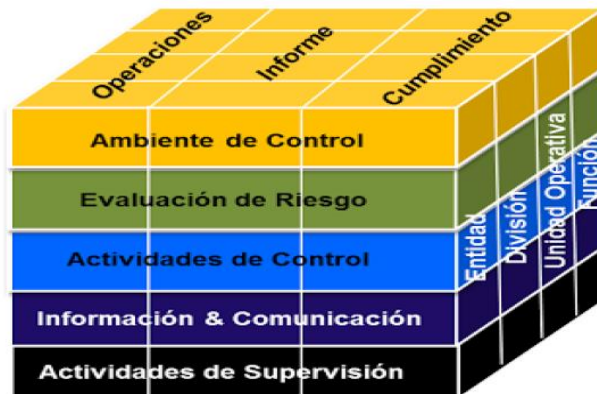 Operaciones
Informe
Cumplimiento
Ambiente de Control
Evaluación de Riesgo
Actividades de Control
Información & Comunicación
Actividades de Supervisión
Entidad
División
Unidad Operativa
Función